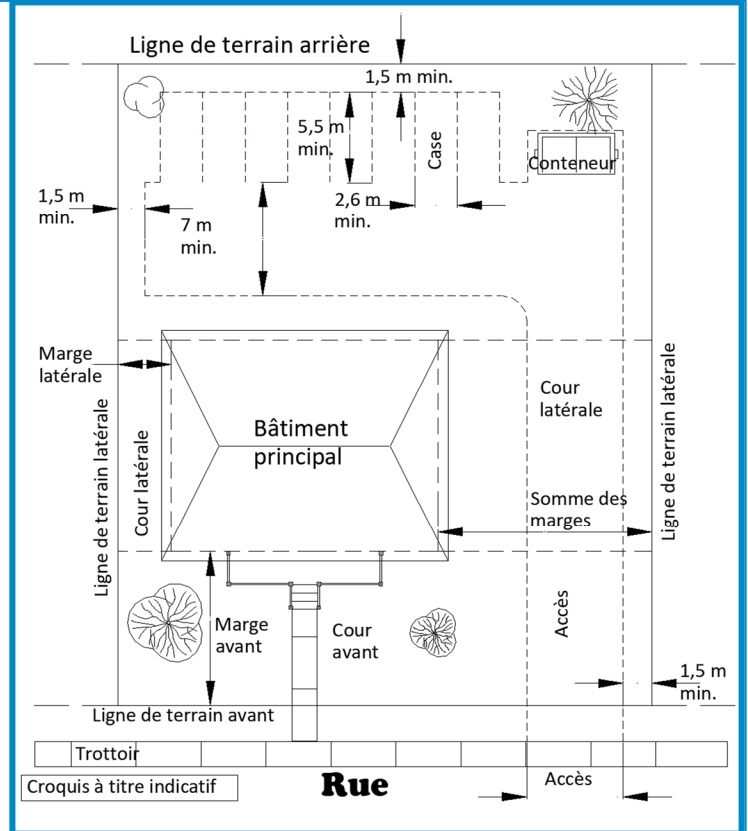 Ligne de terrain arrière
1,5 m min.
5,5 m
min.
Case
Conteneur
1,5 m
min.
2,6 m
min.
7 m
min.
Marge
latérale
Ligne de terrain latérale
Cour latérale
Bâtiment
principal
Cour
latérale
Ligne de terrain latérale
Somme des
marges
Marge
avant
Cour
avant
Accès
1,5 m
min.
Ligne de terrain avant
Trottoir
Croquis à titre indicatif
Rue
Accès